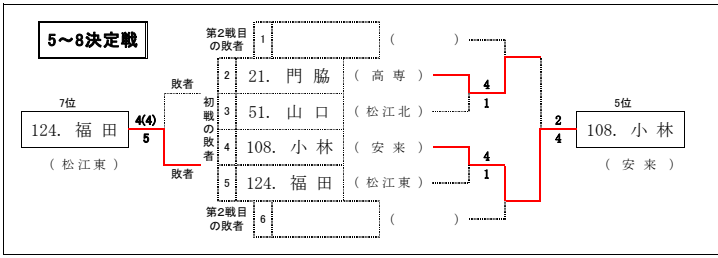 5～8決定戦
第2戦目
の敗者
1
(　　　　)
2
21. 門脇
(高専)
4
1
3
51. 山口
(松江北)
初戦の敗者
4
108. 小林
(安来)
4
1
5
124. 福田
(松江東)
第2戦目
の敗者
6
(　　　　)
敗者
敗者
7位
124. 福田
(松江東)
4(4)
5
2
4
5位
108. 小林
(安来)